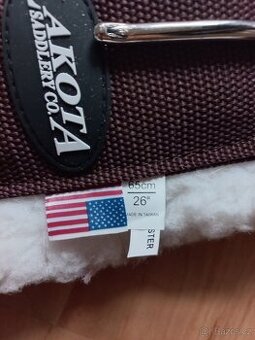 AKOTA
SADDLERY CO.
65cm
26"
MADE IN TAIWAN
STER